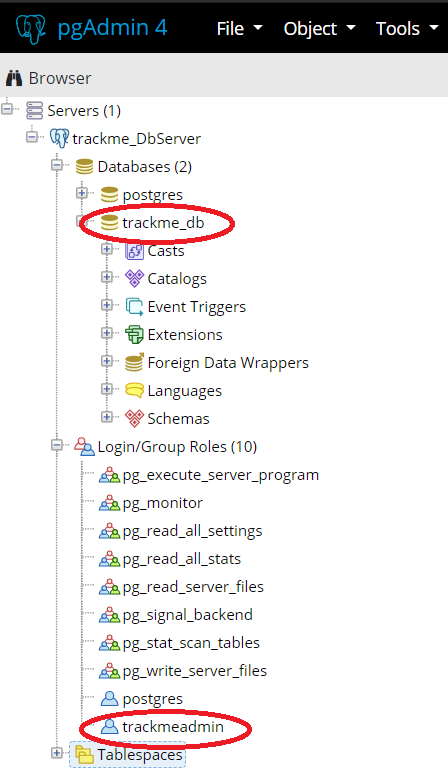 pgAdmin 4 File Object Tools
Browser
Servers (1)
trackme_DbServer
Databases (2)
postgres
trackme_db
Casts
Catalogs
Event Triggers
Extensions
Foreign Data Wrappers
Languages
Schemas
Login/Group Roles (10)
pg_execute_server_program
pg_monitor
pg_read_all_settings
pg_read_all_stats
pg_read_server_files
pg_signal_backend
pg_stat_scan_tables
pg_write_server_files
postgres
trackmeadmin
Tablespaces